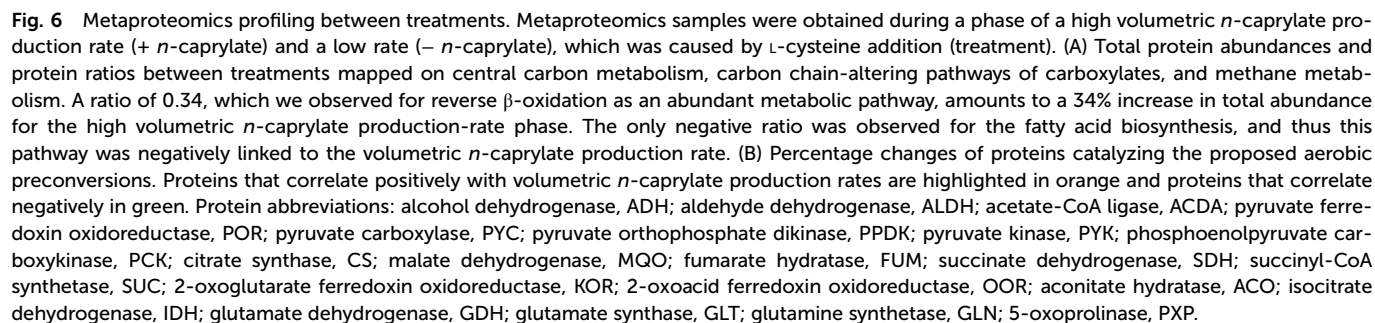 Fig. 6 Metaproteomics profiling between treatments. Metaproteomics samples were obtained during a phase of a high volumetric n-caprylate pro-
duction rate (+ n-caprylate) and a low rate (− n-caprylate), which was caused by L-cysteine addition (treatment). (A) Total protein abundances and
protein ratios between treatments mapped on central carbon metabolism, carbon chain-altering pathways of carboxylates, and methane metab-
olism. A ratio of 0.34, which we observed for reverse β-oxidation as an abundant metabolic pathway, amounts to a 34% increase in total abundance
for the high volumetric n-caprylate production-rate phase. The only negative ratio was observed for the fatty acid biosynthesis, and thus this
pathway was negatively linked to the volumetric n-caprylate production rate. (B) Percentage changes of proteins catalyzing the proposed aerobic
preconversions. Proteins that correlate positively with volumetric n-caprylate production rates are highlighted in orange and proteins that correlate
negatively in green. Protein abbreviations: alcohol dehydrogenase, ADH; aldehyde dehydrogenase, ALDH; acetate-CoA ligase, ACDA; pyruvate ferre-
doxin oxidoreductase, POR; pyruvate carboxylase, PYC; pyruvate orthophosphate dikinase, PPDK; pyruvate kinase, PYK; phosphoenolpyruvate car-
boxykinase, PCK; citrate synthase, CS; malate dehydrogenase, MQO; fumarate hydratase, FUM; succinate dehydrogenase, SDH; succinyl-CoA
synthetase, SUC; 2-oxoglutarate ferredoxin oxidoreductase, KOR; 2-oxoacid ferredoxin oxidoreductase, OOR; aconitate hydratase, ACO; isocitrate
dehydrogenase, IDH; glutamate dehydrogenase, GDH; glutamate synthase, GLT; glutamine synthetase, GLN; 5-oxoprolinase, PXP.